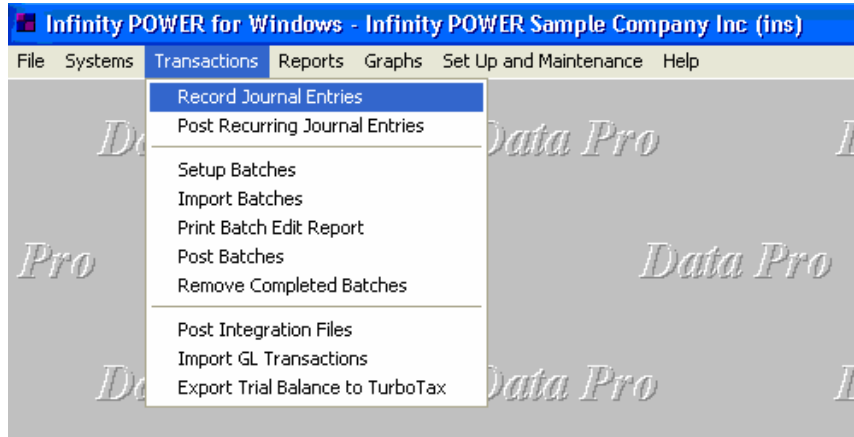 Infinity POWER for Windows - Infinity POWER Sample Company Inc (ins)
File Systems Transactions Reports Graphs Set Up and Maintenance Help
Record Journal Entries
Post Recurring Journal Entries
Setup Batches
Import Batches
Print Batch Edit Report
Post Batches
Remove Completed Batches
Post Integration Files
Import GL Transactions
Export Trial Balance to TurboTax
Data Pro
Pro
Data Pro
Data Pro